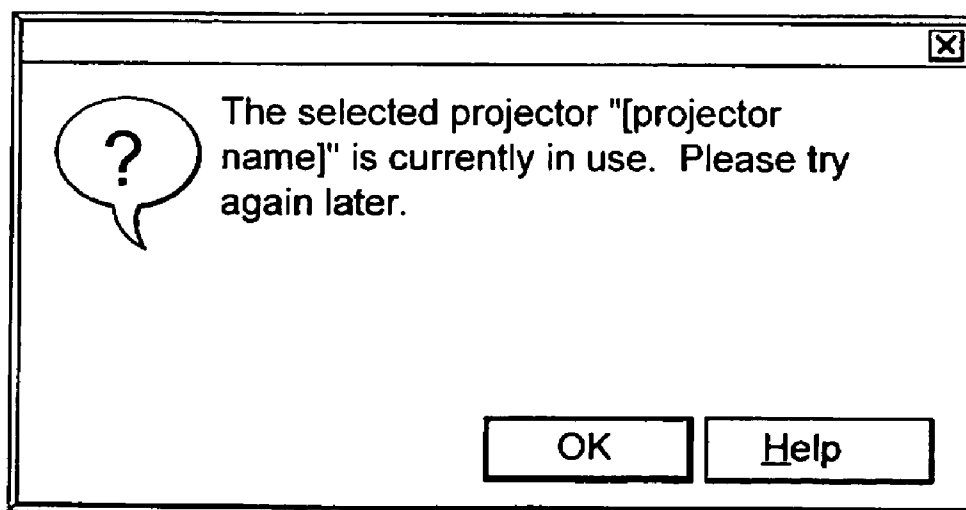 The selected projector "[projector
name]" is currently in use.  Please try
again later.
?
OK
Help